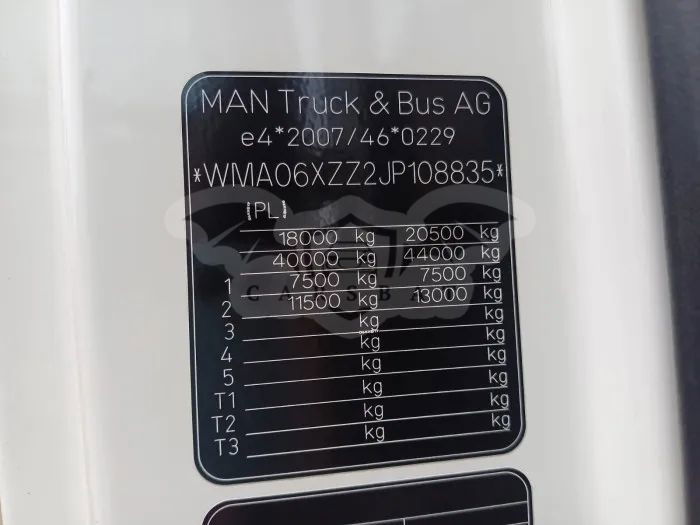 MAN Truck & Bus AG
e4*2007/46*0229
*WMA06XZZ2JP108835*
PL
18000 kg 20500 kg
40000 kg 44000 kg
1 7500 kg 7500 kg
2 11500 kg 13000 kg
3 kg
4 kg kg
5 kg kg
T1 kg kg
T2 kg kg
T3 kg kg